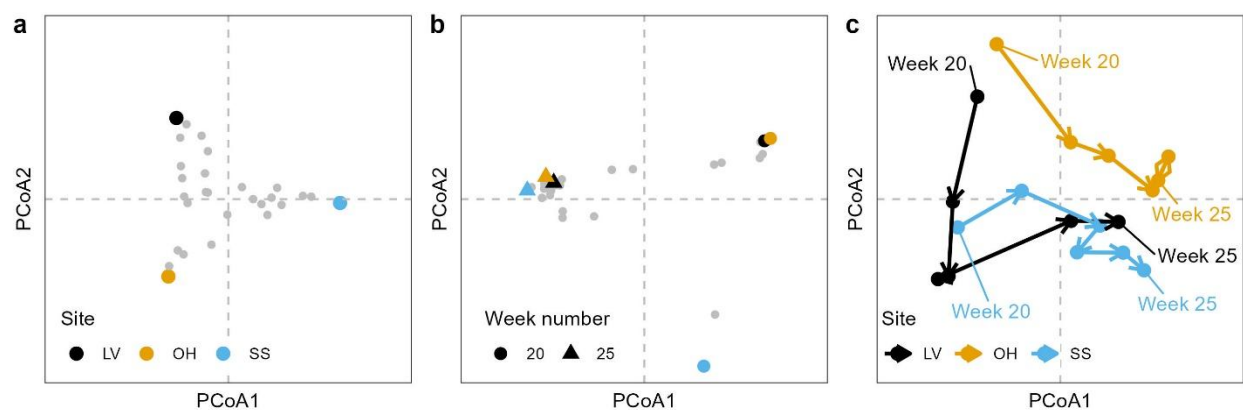 a
PCoA2
Site
LV OH SS
PCoA1
b
Week number
20 25
PCoA1
c
PCoA2
Week 20
Week 20
Week 25
Week 25
Week 20
Week 25
Site
LV OH SS
PCoA1